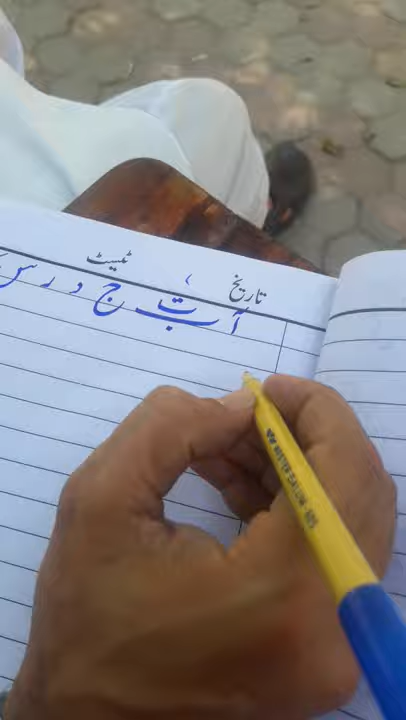 تاریخ ٹیسٹ
آ ب ت ج د ر س